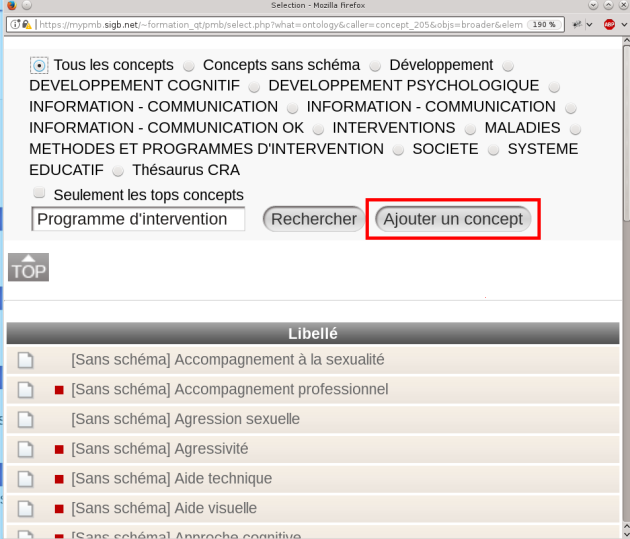 Selection - Mozilla Firefox
https://mypmb.sigb.net/~formation_qt/pmb/select.php?what=ontology&caller=concept_205&objs=broader&elem 190 %
Tous les concepts Concepts sans schéma Développement
DEVELOPPEMENT COGNITIF DEVELOPPEMENT PSYCHOLOGIQUE
INFORMATION - COMMUNICATION INFORMATION - COMMUNICATION
INFORMATION - COMMUNICATION OK INTERVENTIONS MALADIES
METHODES ET PROGRAMMES D'INTERVENTION SOCIETE SYSTEME
EDUCATIF Thésaurus CRA
Seulement les tops concepts
Programme d'intervention Rechercher Ajouter un concept
TOP
Libellé
[Sans schéma] Accompagnement à la sexualité
[Sans schéma] Accompagnement professionnel
[Sans schéma] Agression sexuelle
[Sans schéma] Agressivité
[Sans schéma] Aide technique
[Sans schéma] Aide visuelle
[Sans schéma] Approche cognitive